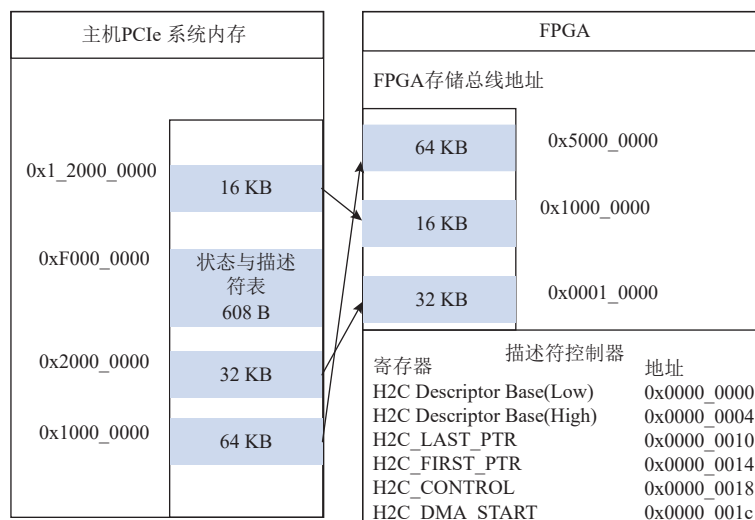 主机PCIe 系统内存
0x1_2000_0000
16 KB
0xF000_0000
状态与描述
符表
608 B
0x2000_0000
32 KB
0x1000_0000
64 KB
FPGA
FPGA存储总线地址
64 KB
0x5000_0000
16 KB
0x1000_0000
32 KB
0x0001_0000
描述符控制器
寄存器 地址
H2C Descriptor Base(Low) 0x0000_0000
H2C Descriptor Base(High) 0x0000_0004
H2C_LAST_PTR 0x0000_0010
H2C_FIRST_PTR 0x0000_0014
H2C_CONTROL 0x0000_0018
H2C_DMA_START 0x0000_001c